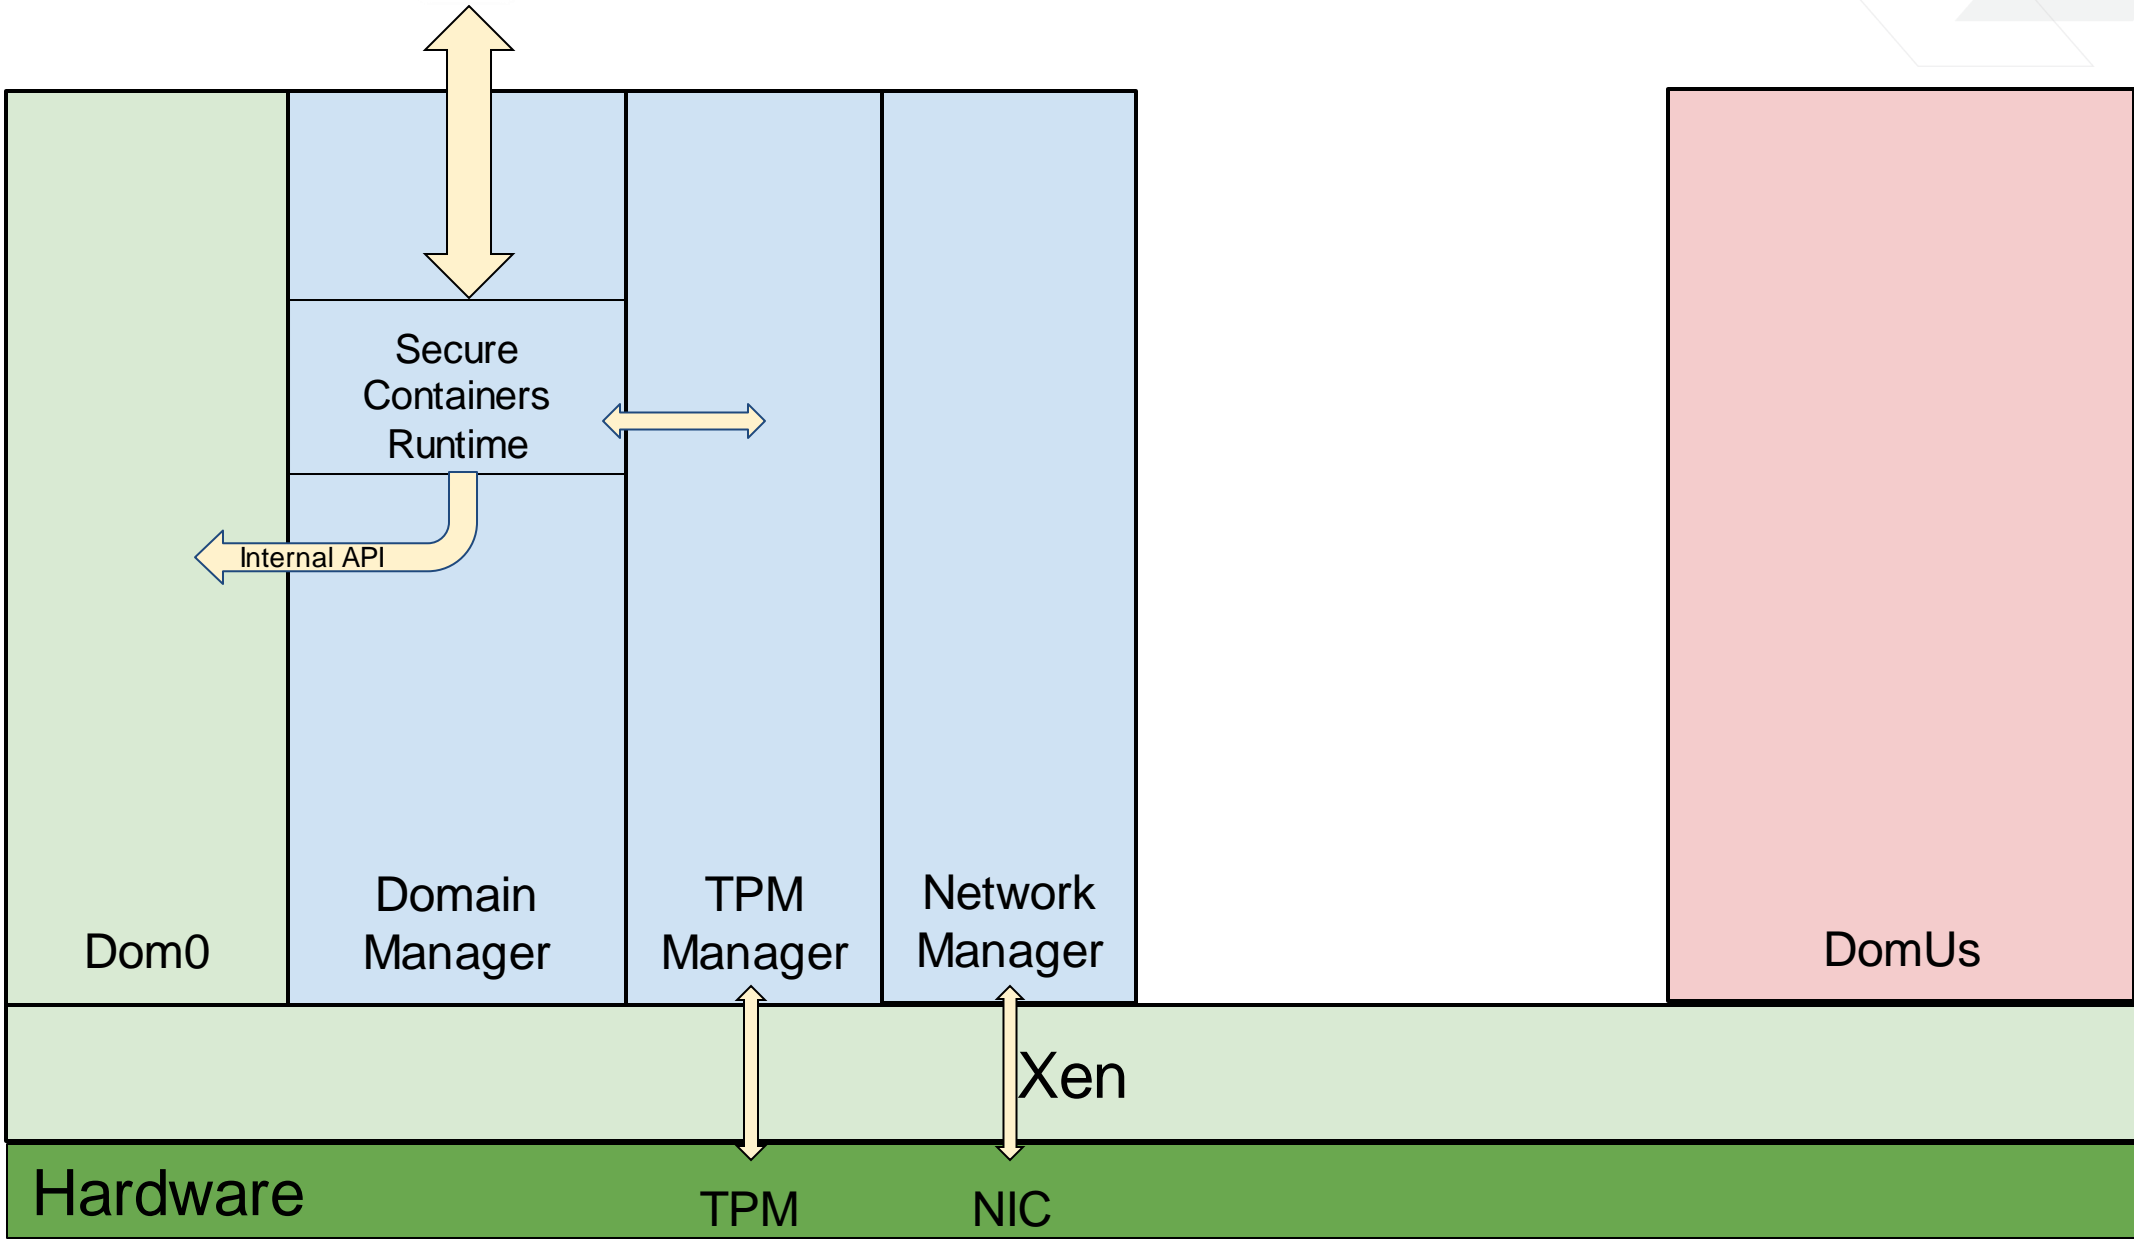 Secure
Containers
Runtime
Internal API
Dom0
Domain
Manager
TPM
Manager
Network
Manager
DomUs
Xen
Hardware
TPM
NIC